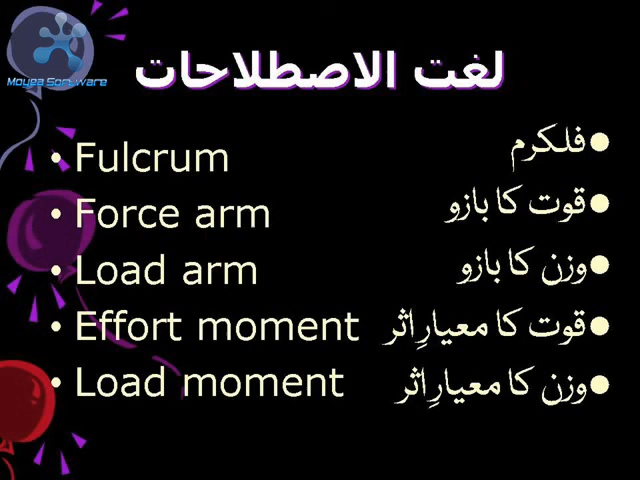 Moyea Software
لغت الاصطلاحات
• Fulcrum
• Force arm
• Load arm
• Effort moment
• Load moment
●فلکرم
●قوت کا بازو
●وزن کا بازو
●قوت کا معیارِاثر
●وزن کا معیارِاثر